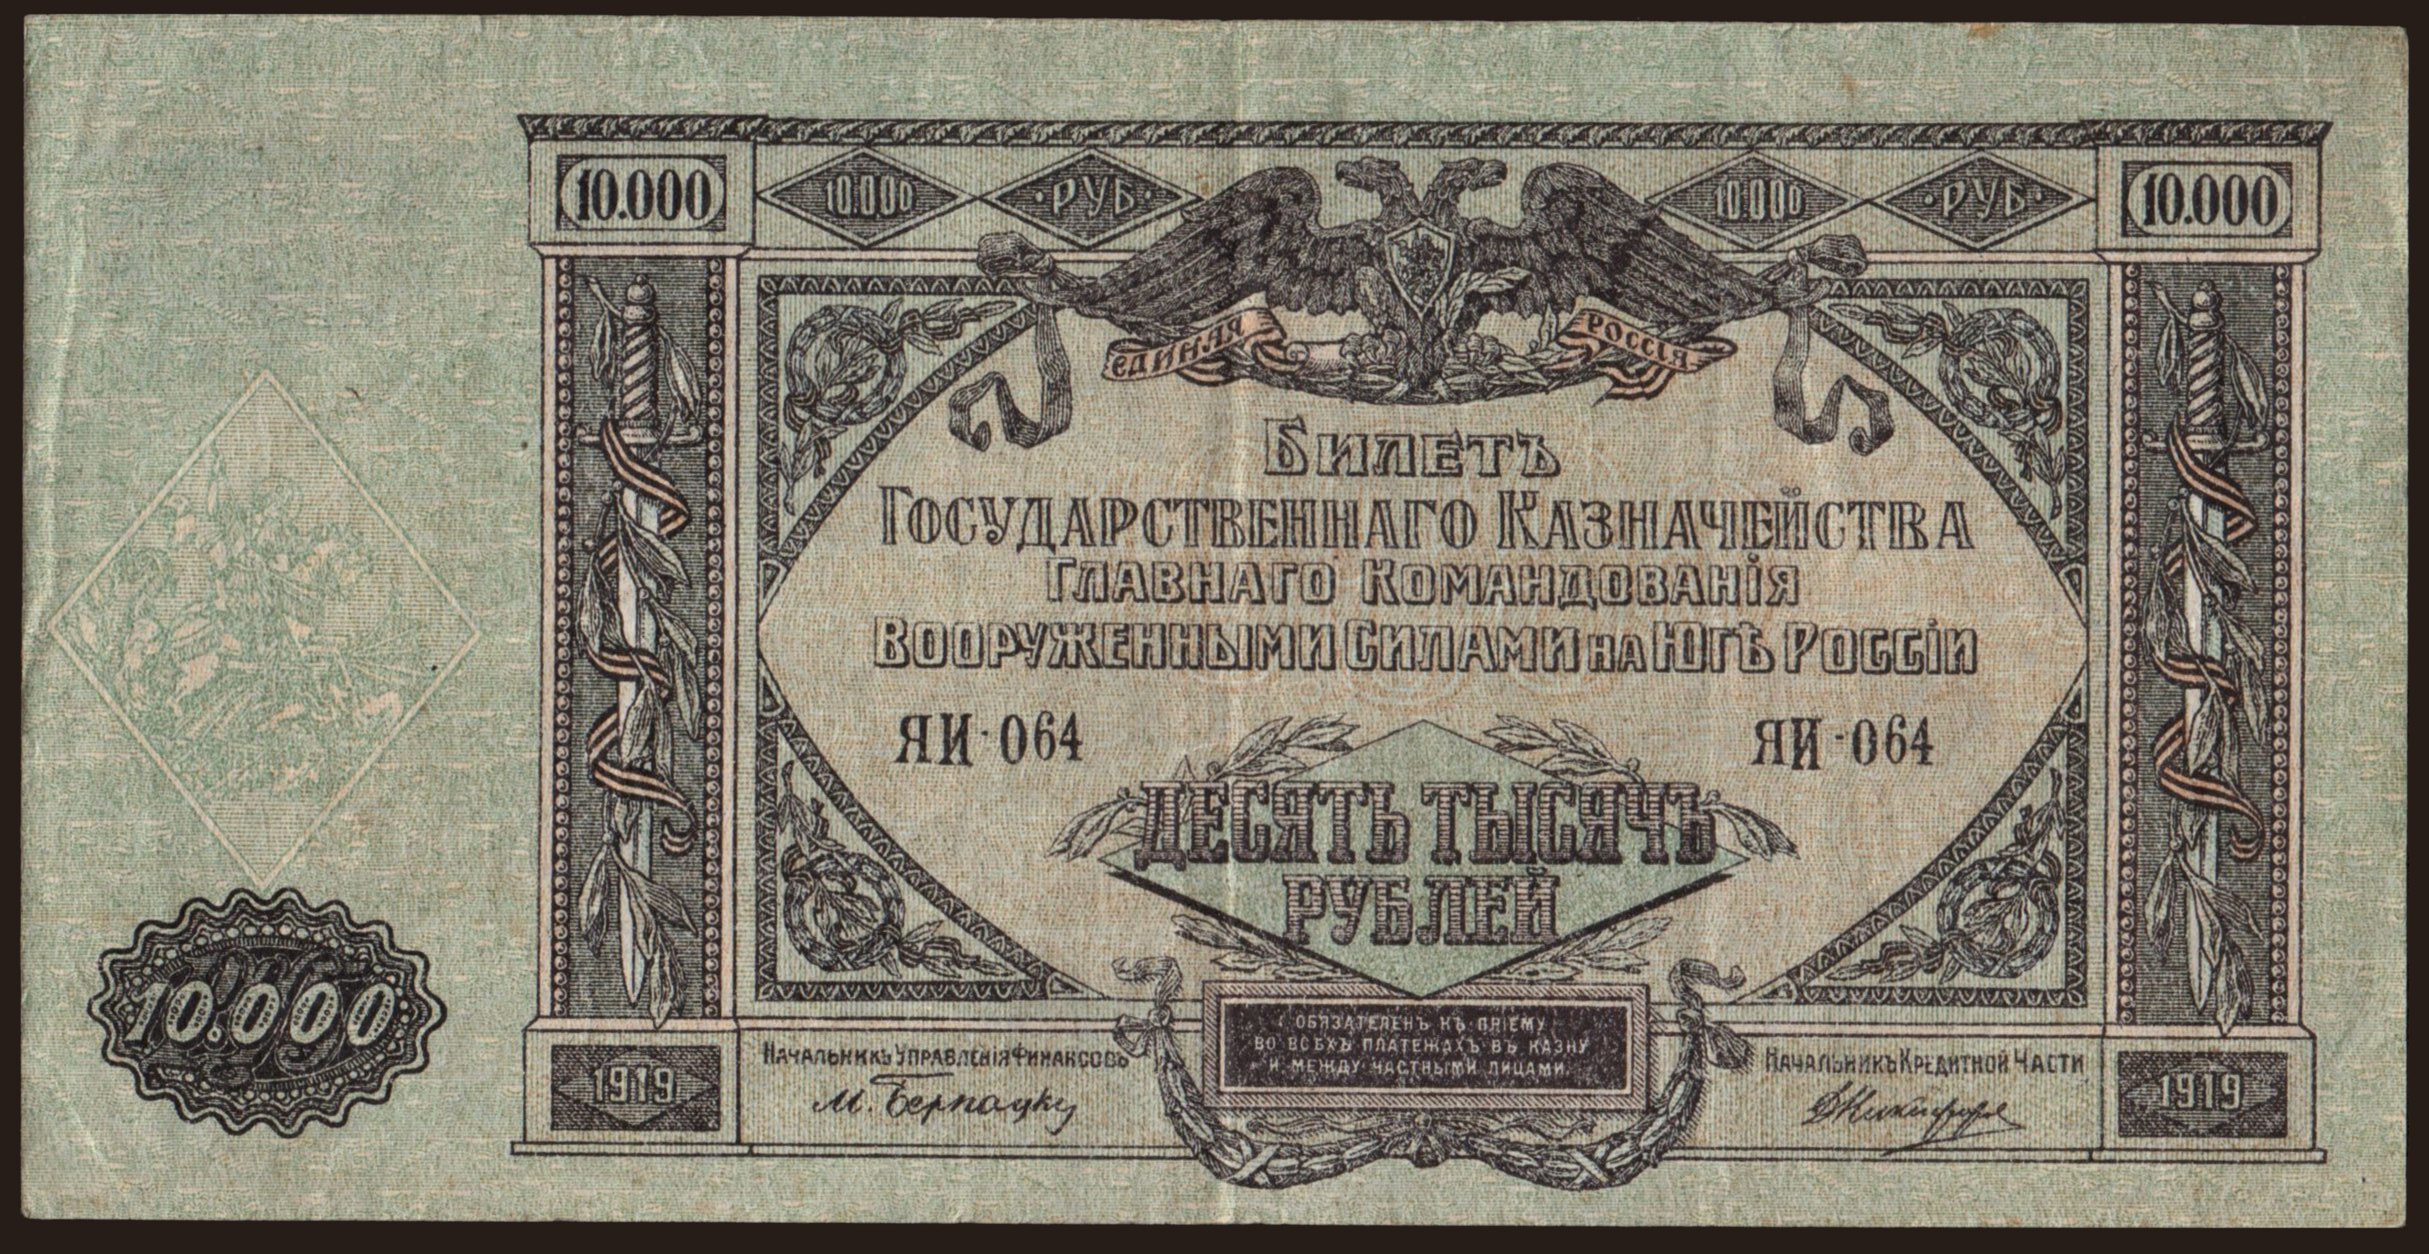 10.000
10.000
·РУБ·
10.000
·РУБ·
10.000
ЕДИНАЯ
РОССІЯ
БИЛЕТЪ
ГОСУДАРСТВЕННАГО КАЗНАЧЕЙСТВА
ГЛАВНАГО КОМАНДОВАНІЯ
ВООРУЖЕННЫМИ СИЛАМИ НА ЮГѢ РОССІИ
ЯИ-064
ЯИ-064
ДЕСЯТЬ ТЫСЯЧЪ
РУБЛЕЙ
10.000
ОБЯЗАТЕЛЕНЪ КЪ ПРІЕМУ
ВО ВСѢХЪ ПЛАТЕЖАХЪ ВЪ КАЗНУ
И МЕЖДУ ЧАСТНЫМИ ЛИЦАМИ.
НАЧАЛЬНИКЪ УПРАВЛЕНІЯ ФИНАНСОВЪ
НАЧАЛЬНИКЪ КРЕДИТНОЙ ЧАСТИ
1919
М. Бернацкій
1919